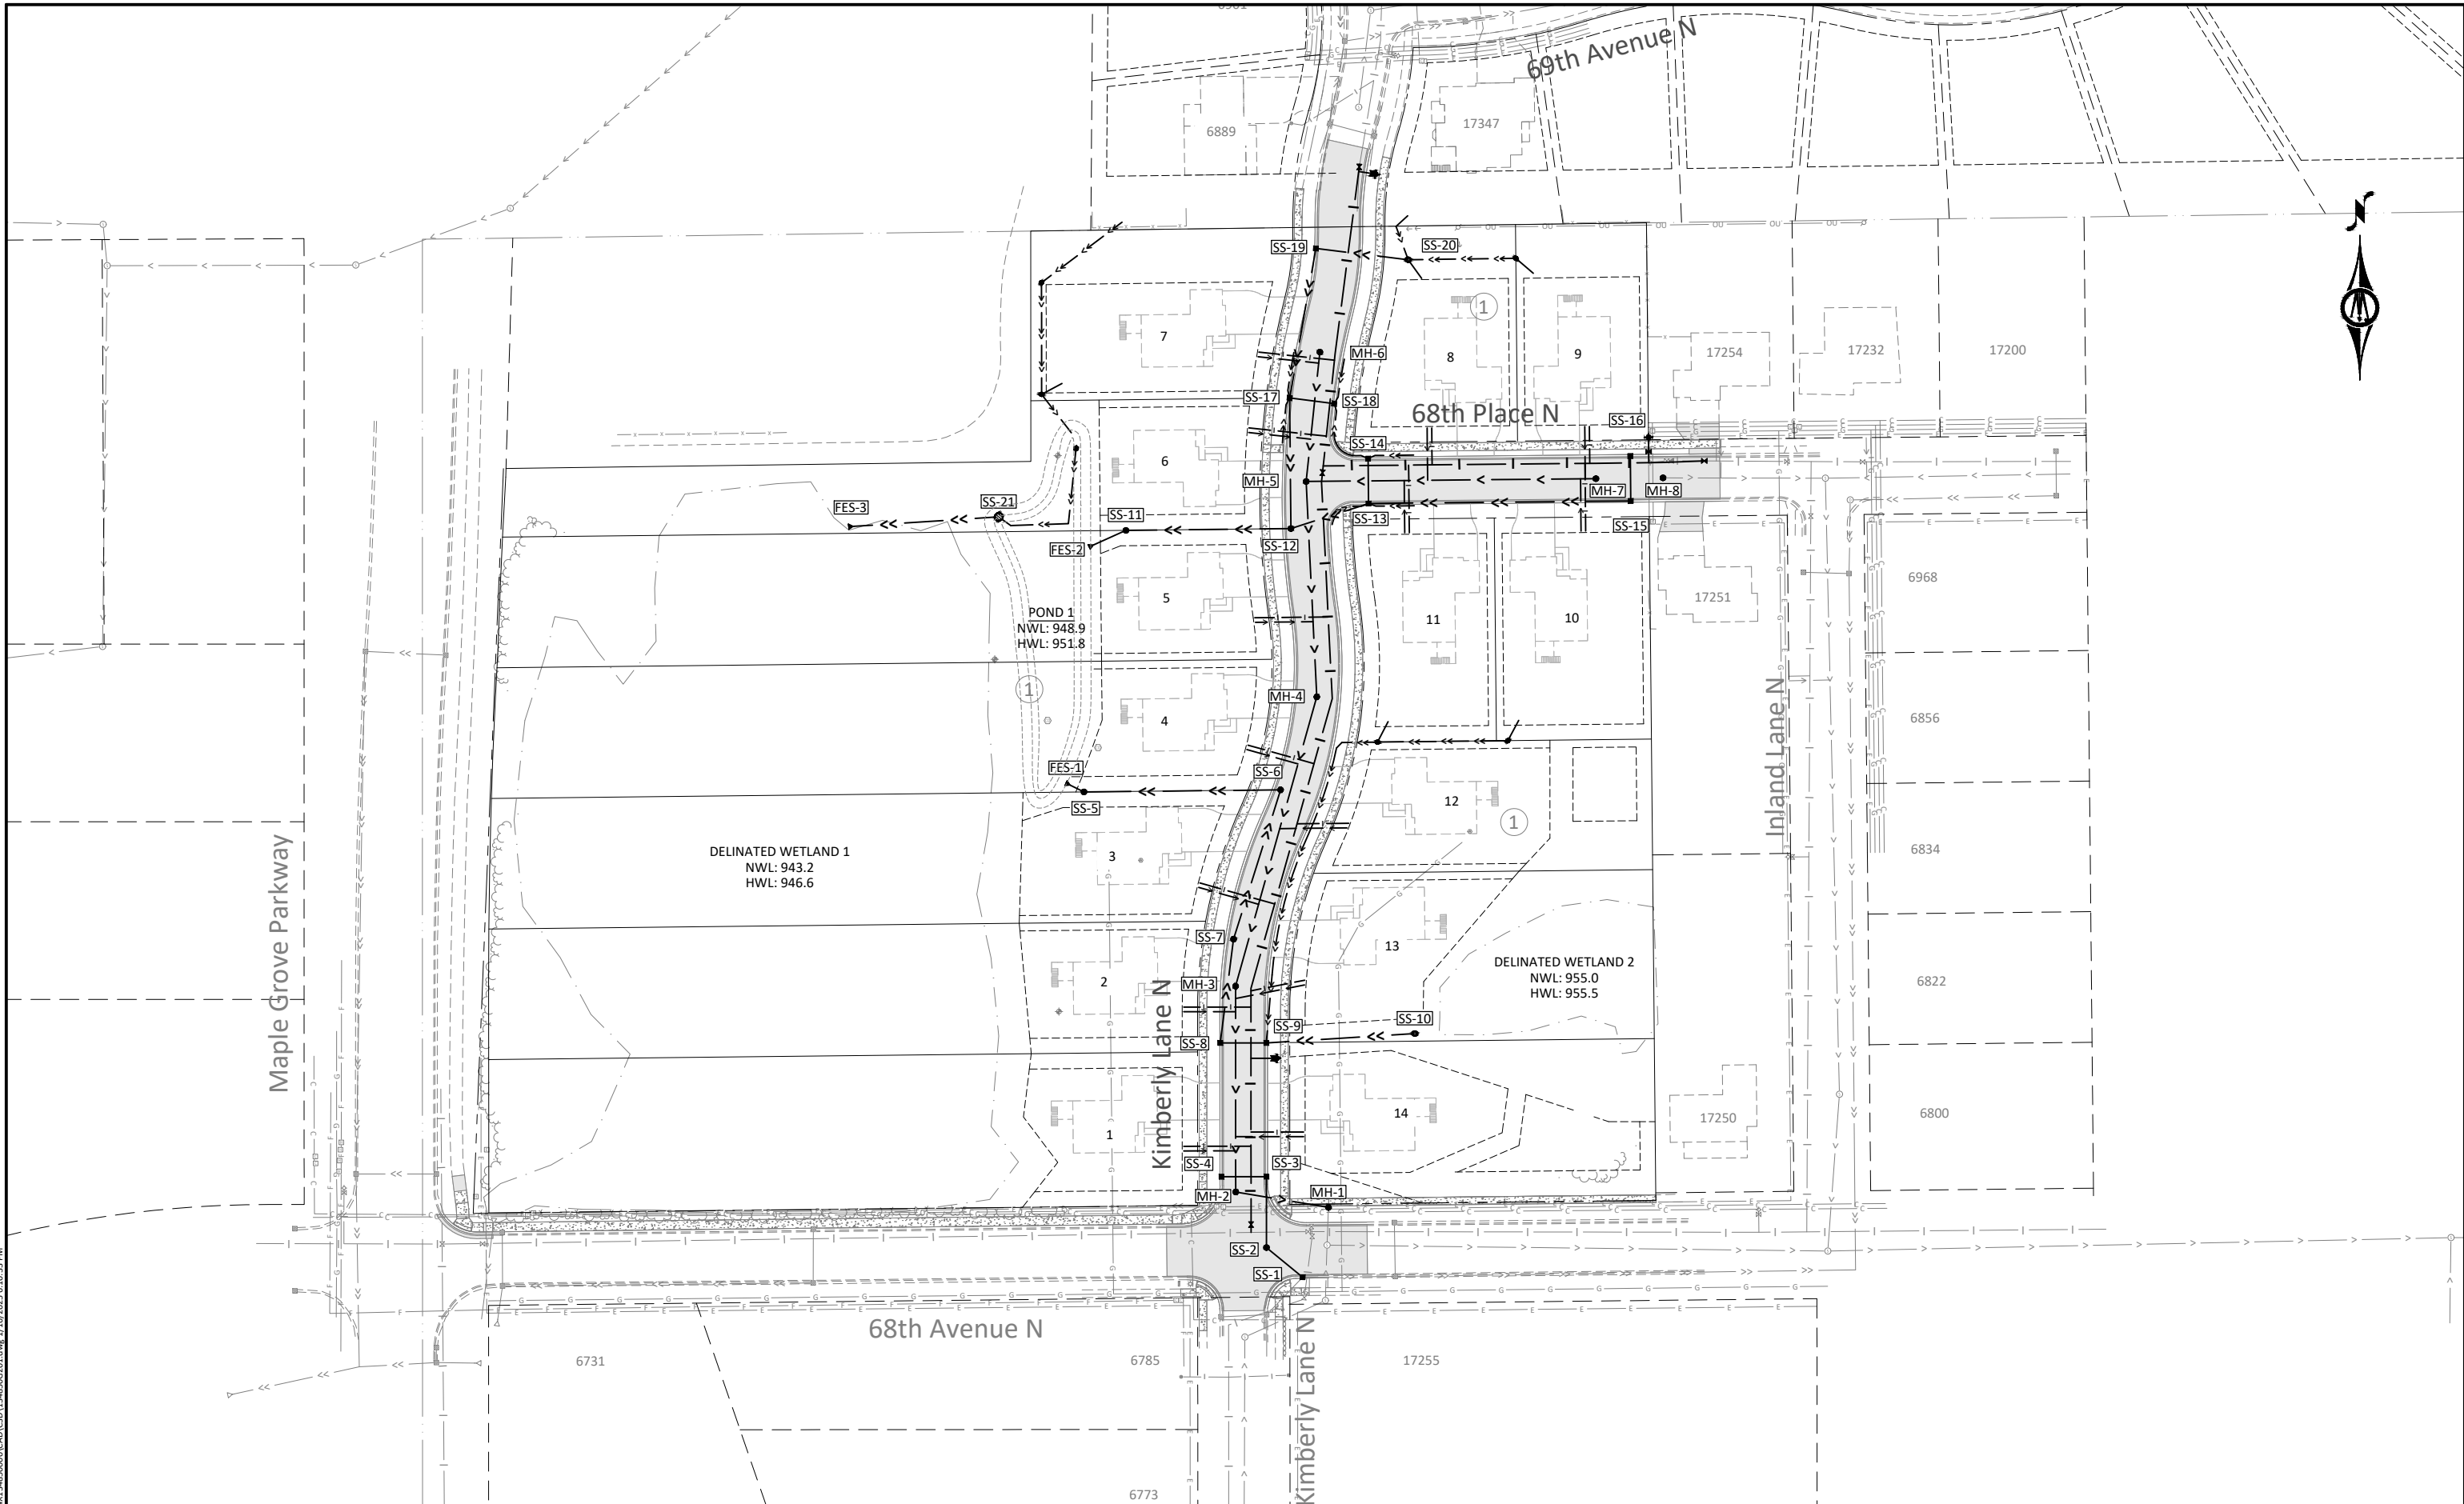 69th Avenue N
6889
17347
SS-19
SS-20
1
7
MH-6
8
9
17254
17232
17200
SS-17
SS-18
68th Place N
SS-16
SS-14
6
MH-5
MH-7
MH-8
FES-3
SS-21
SS-11
SS-13
SS-15
FES-2
SS-12
5
11
10
17251
6968
POND 1
NWL: 948.9
HWL: 951.8
1
MH-4
4
6856
Inland Lane N
FES-1
SS-6
SS-5
12
1
3
6834
DELINATED WETLAND 1
NWL: 943.2
HWL: 946.6
Maple Grove Parkway
SS-7
13
DELINATED WETLAND 2
NWL: 955.0
HWL: 955.5
2
MH-3
6822
Kimberly Lane N
SS-10
SS-9
SS-8
14
17250
6800
1
SS-4
SS-3
MH-2
MH-1
SS-2
SS-1
68th Avenue N
6731
6785
17255
Kimberly Lane N
6773